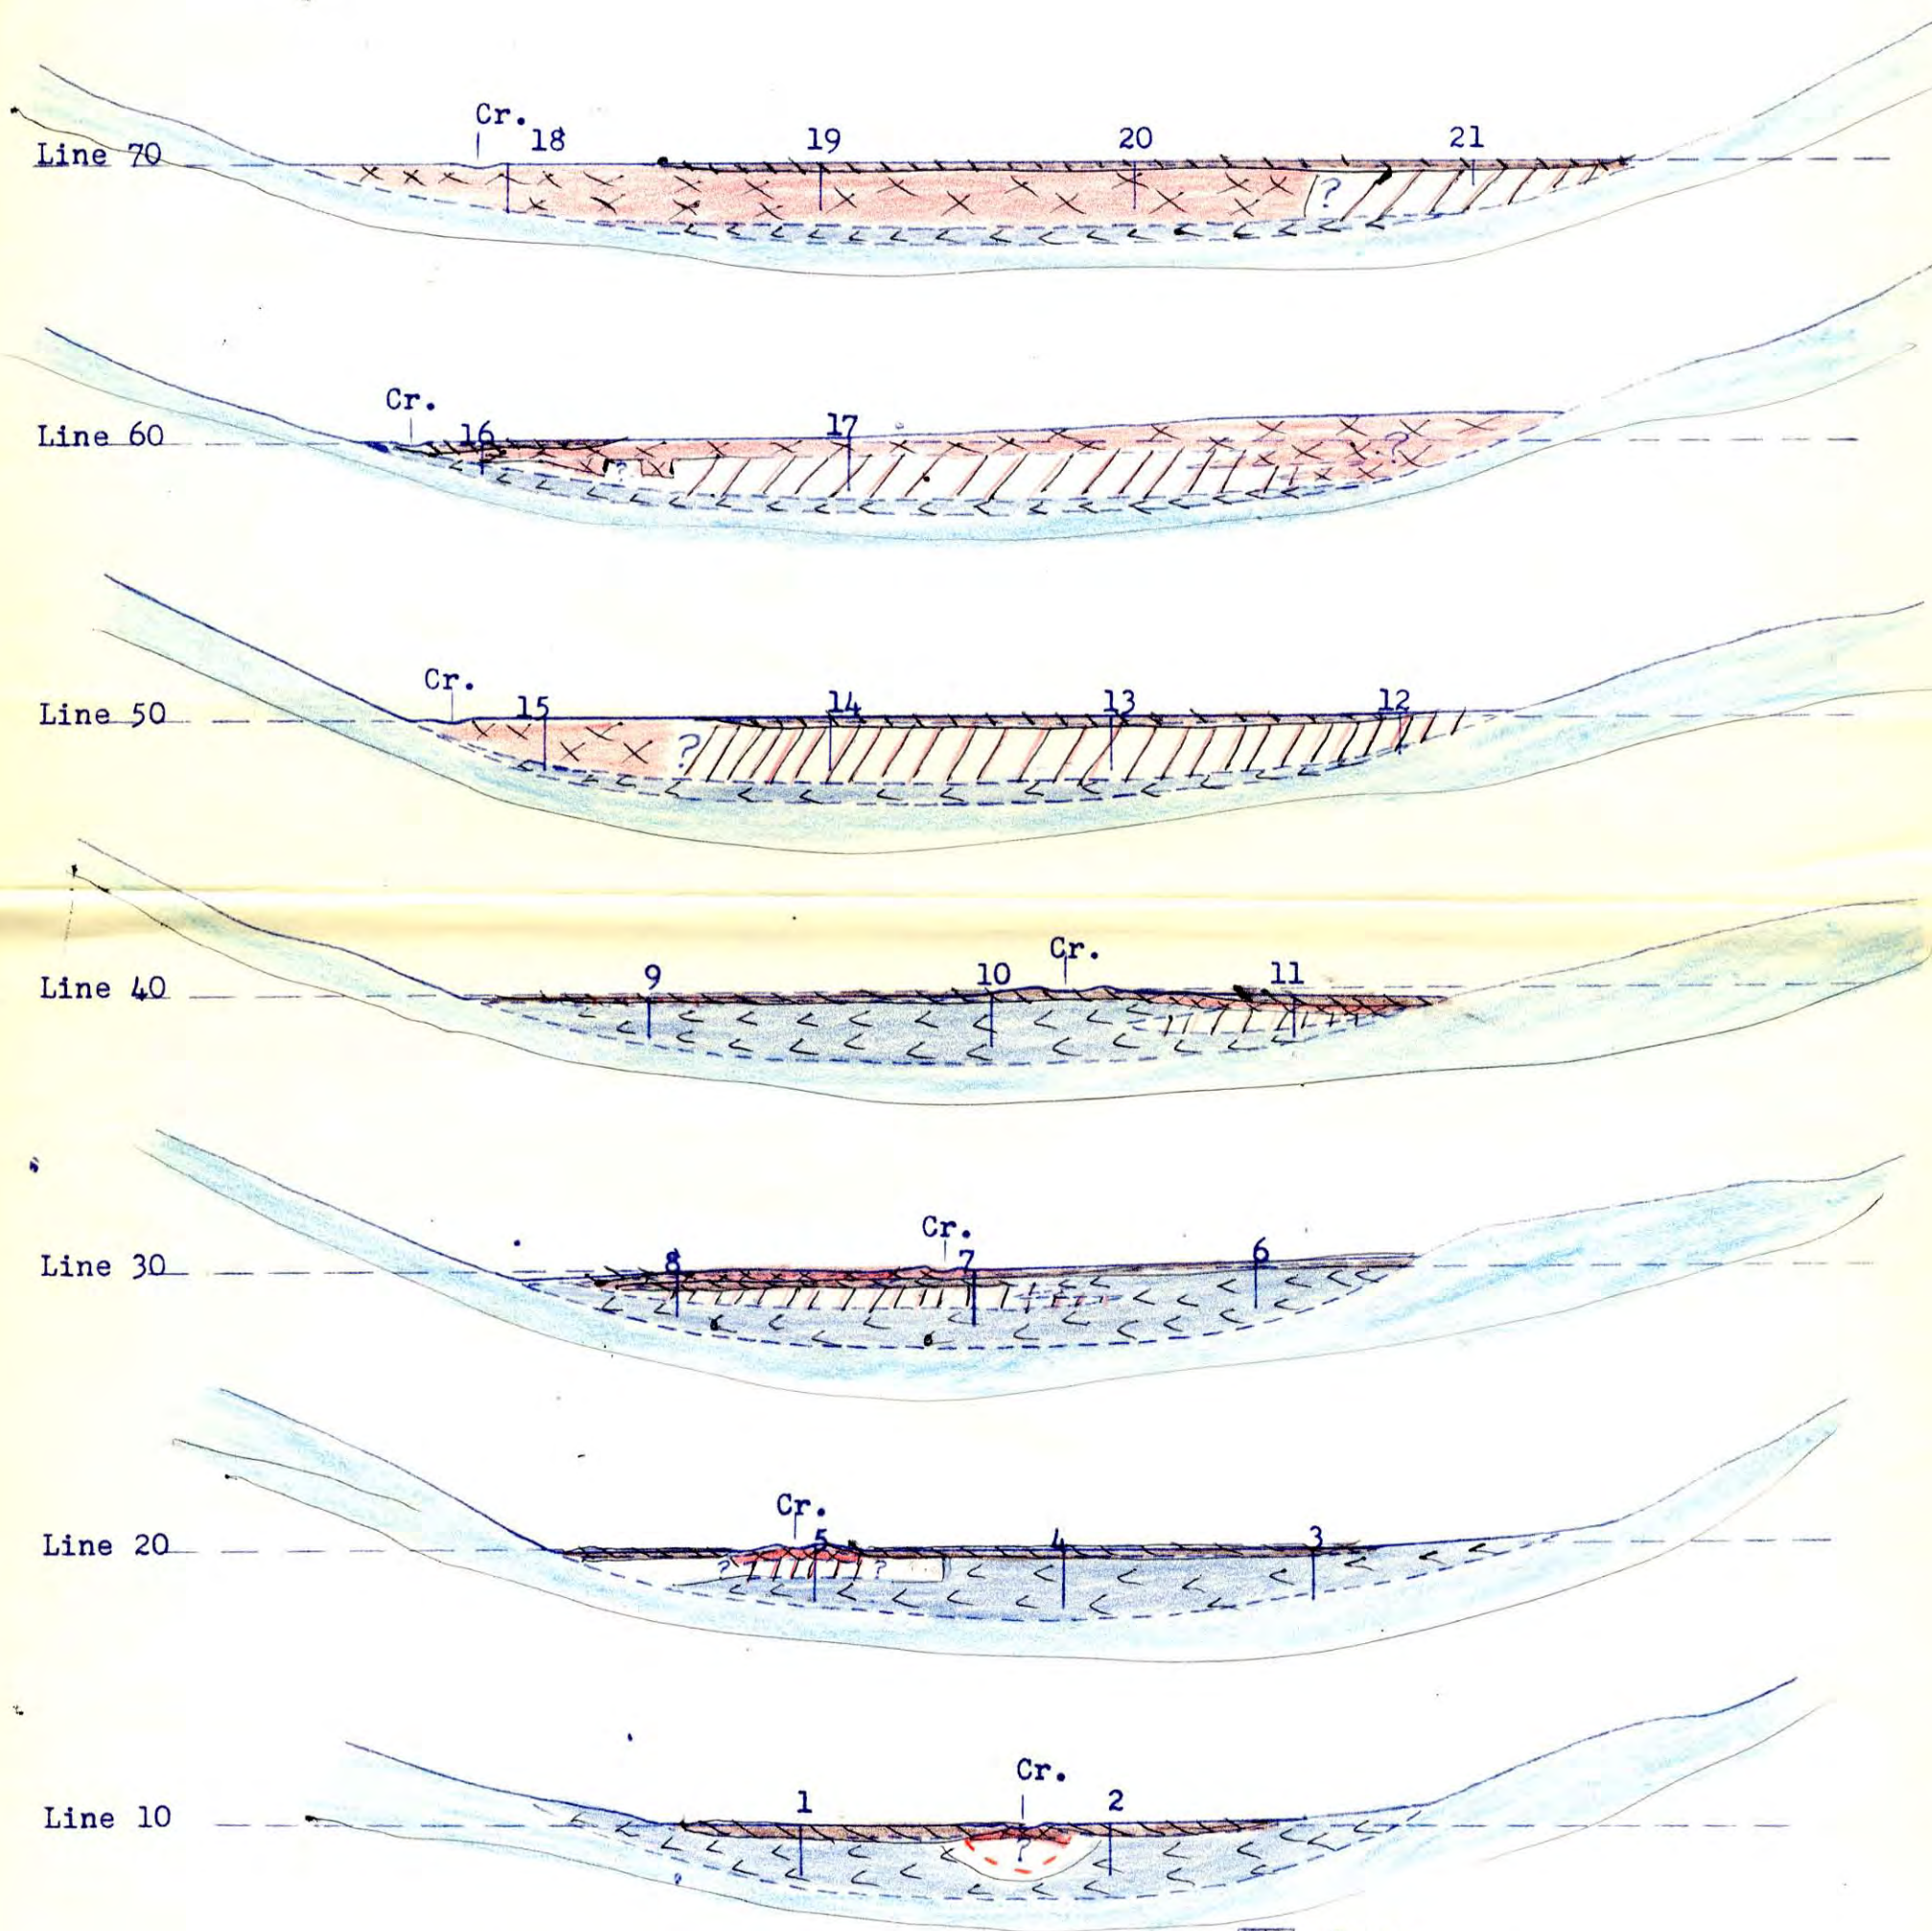 Cr.
18 19 20 21
Line 70
?
Cr.
16 17
Line 60
?
?
Cr.
15 14 13 12
Line 50
?
Cr.
9 10 11
Line 40
Cr.
8 7 6
Line 30
Cr.
5 4 3
Line 20
? ?
Cr.
1 2
Line 10
?